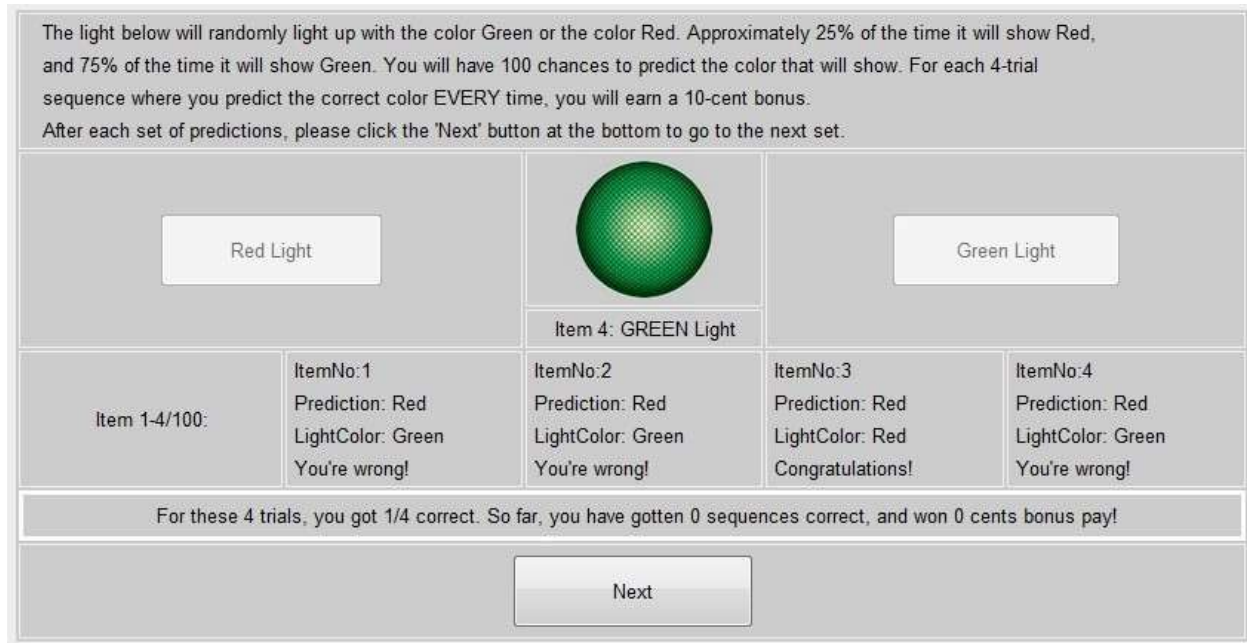 The light below will randomly light up with the color Green or the color Red. Approximately 25% of the time it will show Red,
and 75% of the time it will show Green. You will have 100 chances to predict the color that will show. For each 4-trial
sequence where you predict the correct color EVERY time, you will earn a 10-cent bonus.
After each set of predictions, please click the 'Next' button at the bottom to go to the next set.
Red Light
Green Light
Item 4: GREEN Light
Item 1-4/100:
ItemNo:1
Prediction: Red
LightColor: Green
You're wrong!
ItemNo:2
Prediction: Red
LightColor: Green
You're wrong!
ItemNo:3
Prediction: Red
LightColor: Red
Congratulations!
ItemNo:4
Prediction: Red
LightColor: Green
You're wrong!
For these 4 trials, you got 1/4 correct. So far, you have gotten 0 sequences correct, and won 0 cents bonus pay!
Next